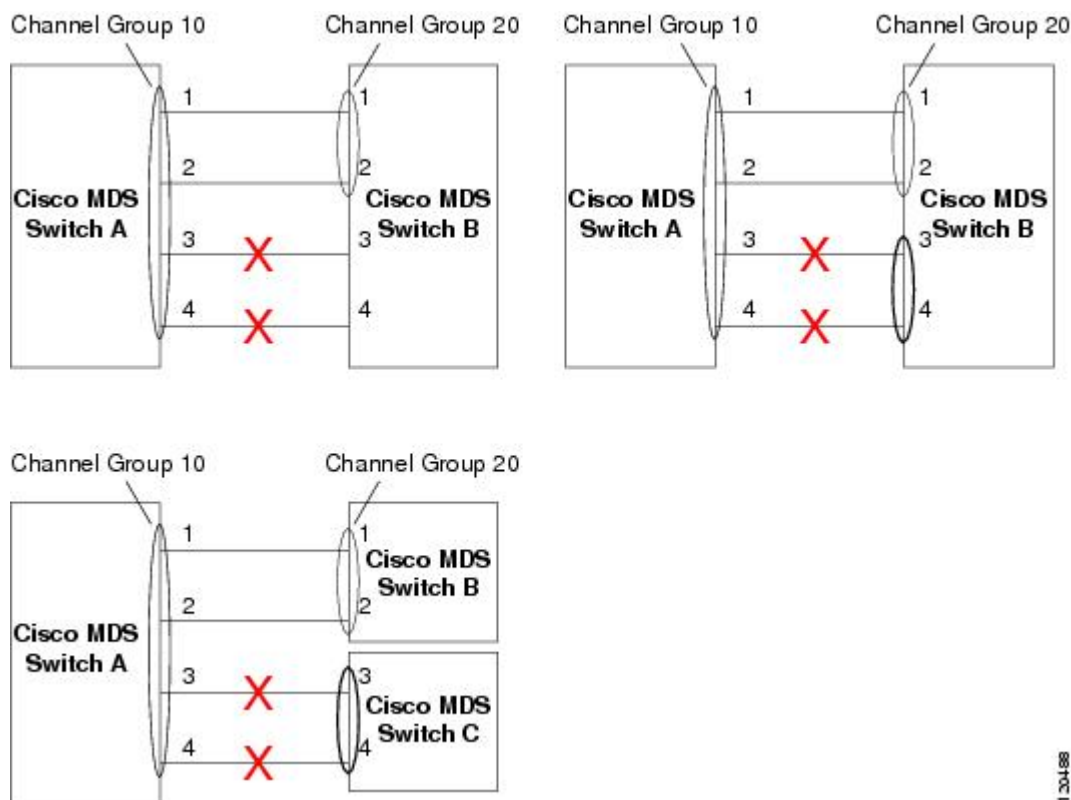 Channel Group 10
Channel Group 20
1
1
2
2
Cisco MDS
Switch A
Cisco MDS
Switch B
3
3
4
4
Channel Group 10
Channel Group 20
1
1
2
2
Cisco MDS
Switch A
Cisco MDS
Switch B
3
3
4
4
Channel Group 10
Channel Group 20
1
1
Cisco MDS
Switch B
2
2
Cisco MDS
Switch A
3
3
Cisco MDS
Switch C
4
4
120488